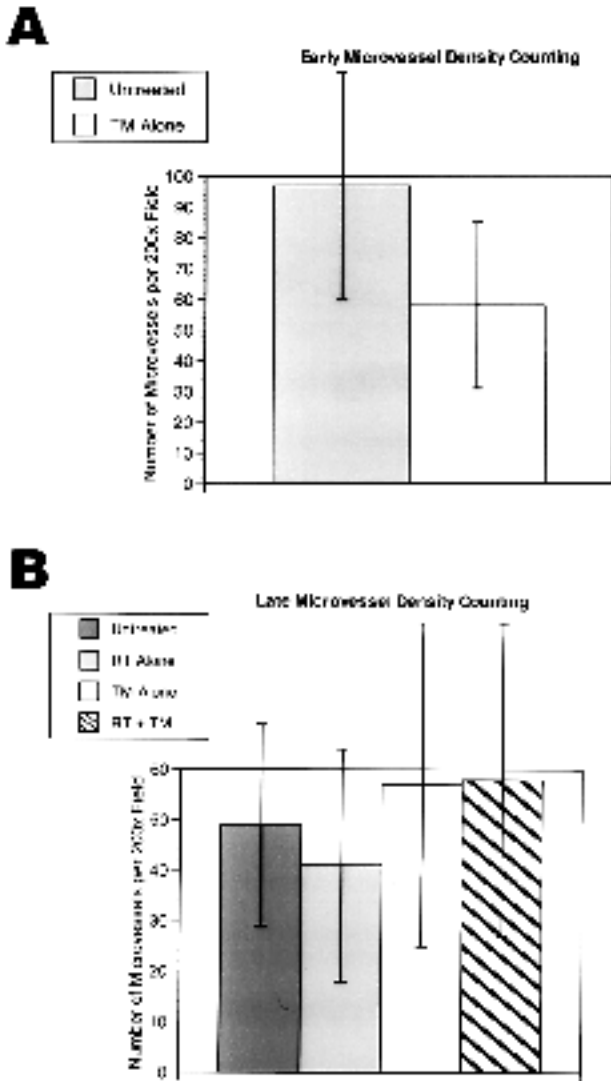 A
Early Microvessel Density Counting
Untreated
TM Alone
Number of Microvessels per 200x Field
100
90
80
70
60
50
40
30
20
10
0
B
Late Microvessel Density Counting
Untreated
RT Alone
TM Alone
RT + TM
Number of Microvessels per 200x Field
60
50
40
30
20
10
0